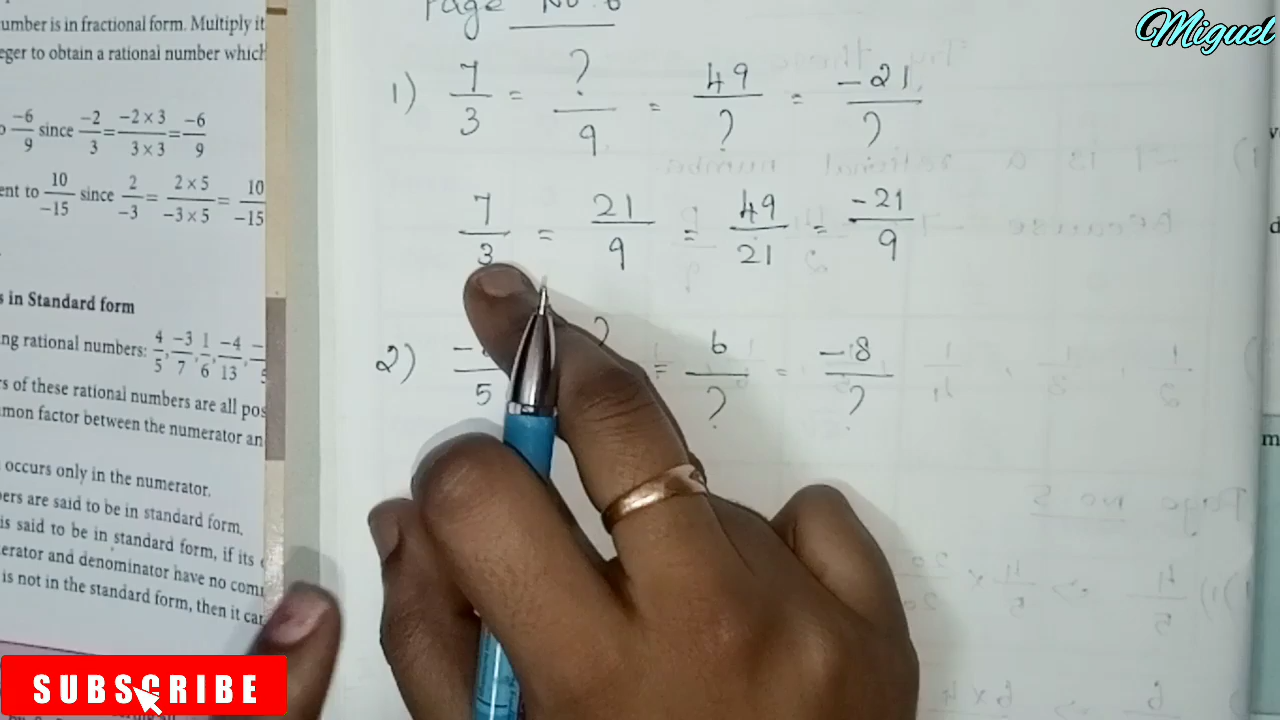 umber is in fractional form. Multiply it
eger to obtain a rational number which
-6/9 since -2/3 = -2 × 3/3 × 3 = -6/9
ent to 10/-15 since 2/-3 = 2 × 5/-3 × 5 = 10/-15
s in Standard form
ng rational numbers: 4/5, -3/7, 1/6, -4/13,
rs of these rational numbers are all pos
mon factor between the numerator an
occurs only in the numerator.
bers are said to be in standard form.
is said to be in standard form, if its
erator and denominator have no com
is not in the standard form, then it can
SUBSCRIBE
Miguel
Page No. 6
1) 7/3 = ?/9 = 49/? = -21/?
7/3 = 21/9 = 49/21 = -21/9
2) 5 ? = 6/? = -18/?